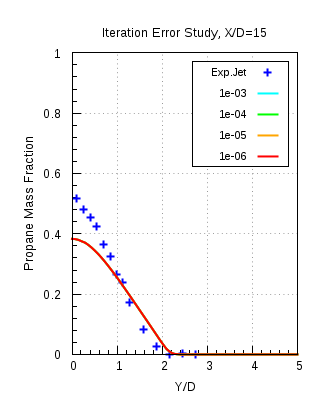 Iteration Error Study, X/D=15
1
0.8
0.6
0.4
0.2
0
Propane Mass Fraction
Exp.Jet
1e-03
1e-04
1e-05
1e-06
0 1 2 3 4 5
Y/D